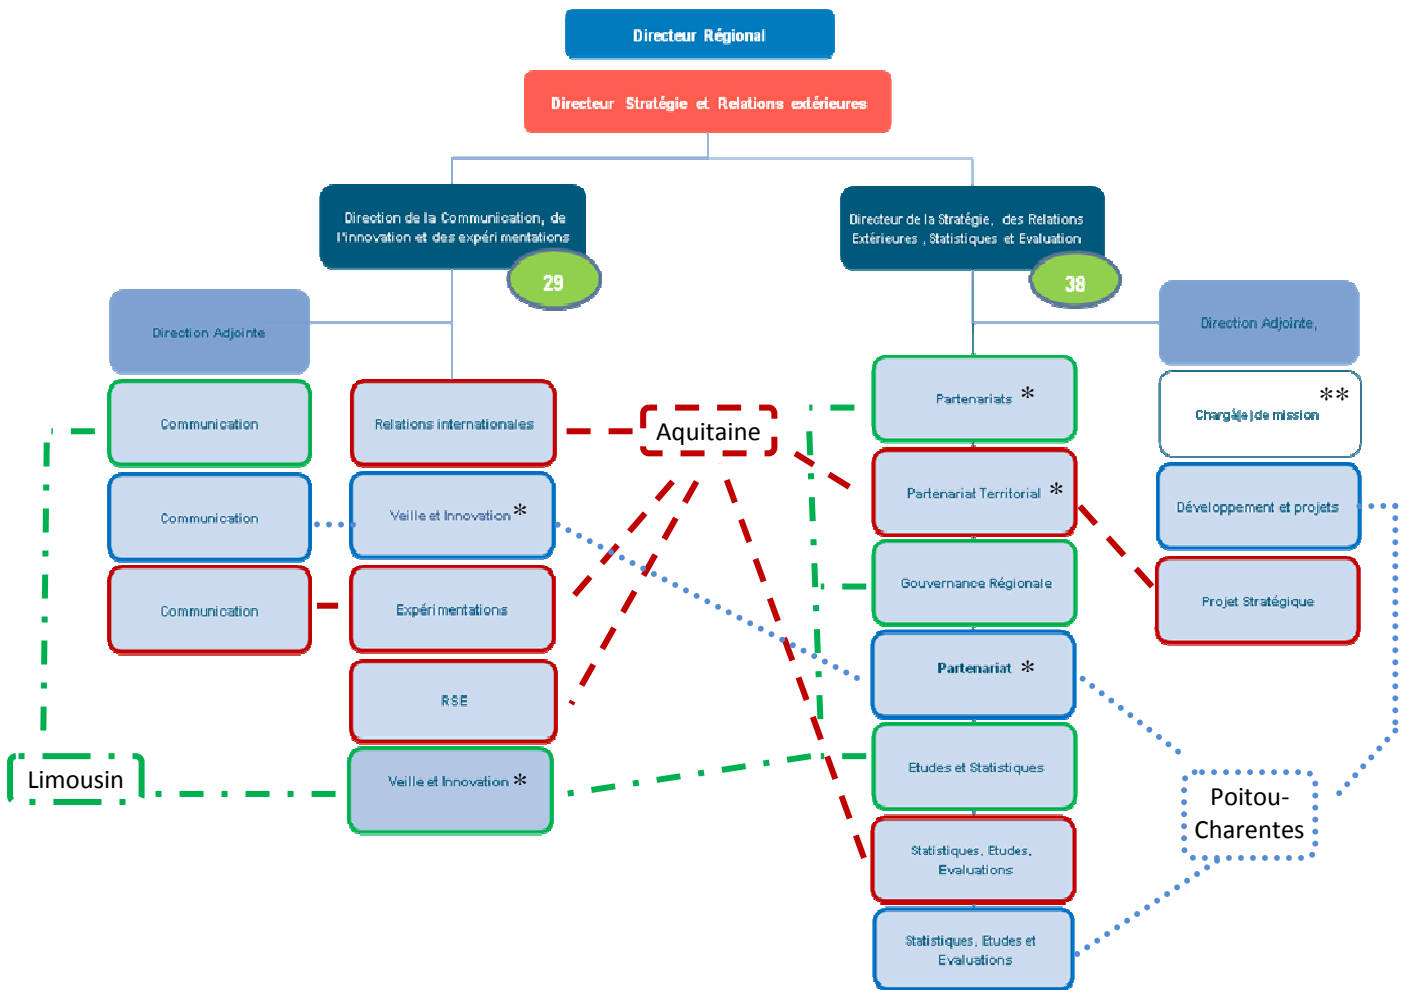 Directeur Régional
Directeur Stratégie et Relations extérieures
Direction de la Communication, de
l'innovation et des expérimentations
29
Directeur de la Stratégie, des Relations
Extérieures , Statistiques et Evaluation
38
Direction Adjointe
Direction Adjointe,
Communication
Relations internationales
Aquitaine
Partenariats *
Chargé(e) de mission **
Communication
Veille et Innovation *
Partenariat Territorial *
Développement et projets
Communication
Expérimentations
Gouvernance Régionale
Projet Stratégique
RSE
Partenariat *
Limousin
Veille et Innovation *
Etudes et Statistiques
Poitou-
Charentes
Statistiques, Etudes,
Evaluations
Statistiques, Etudes et
Evaluations